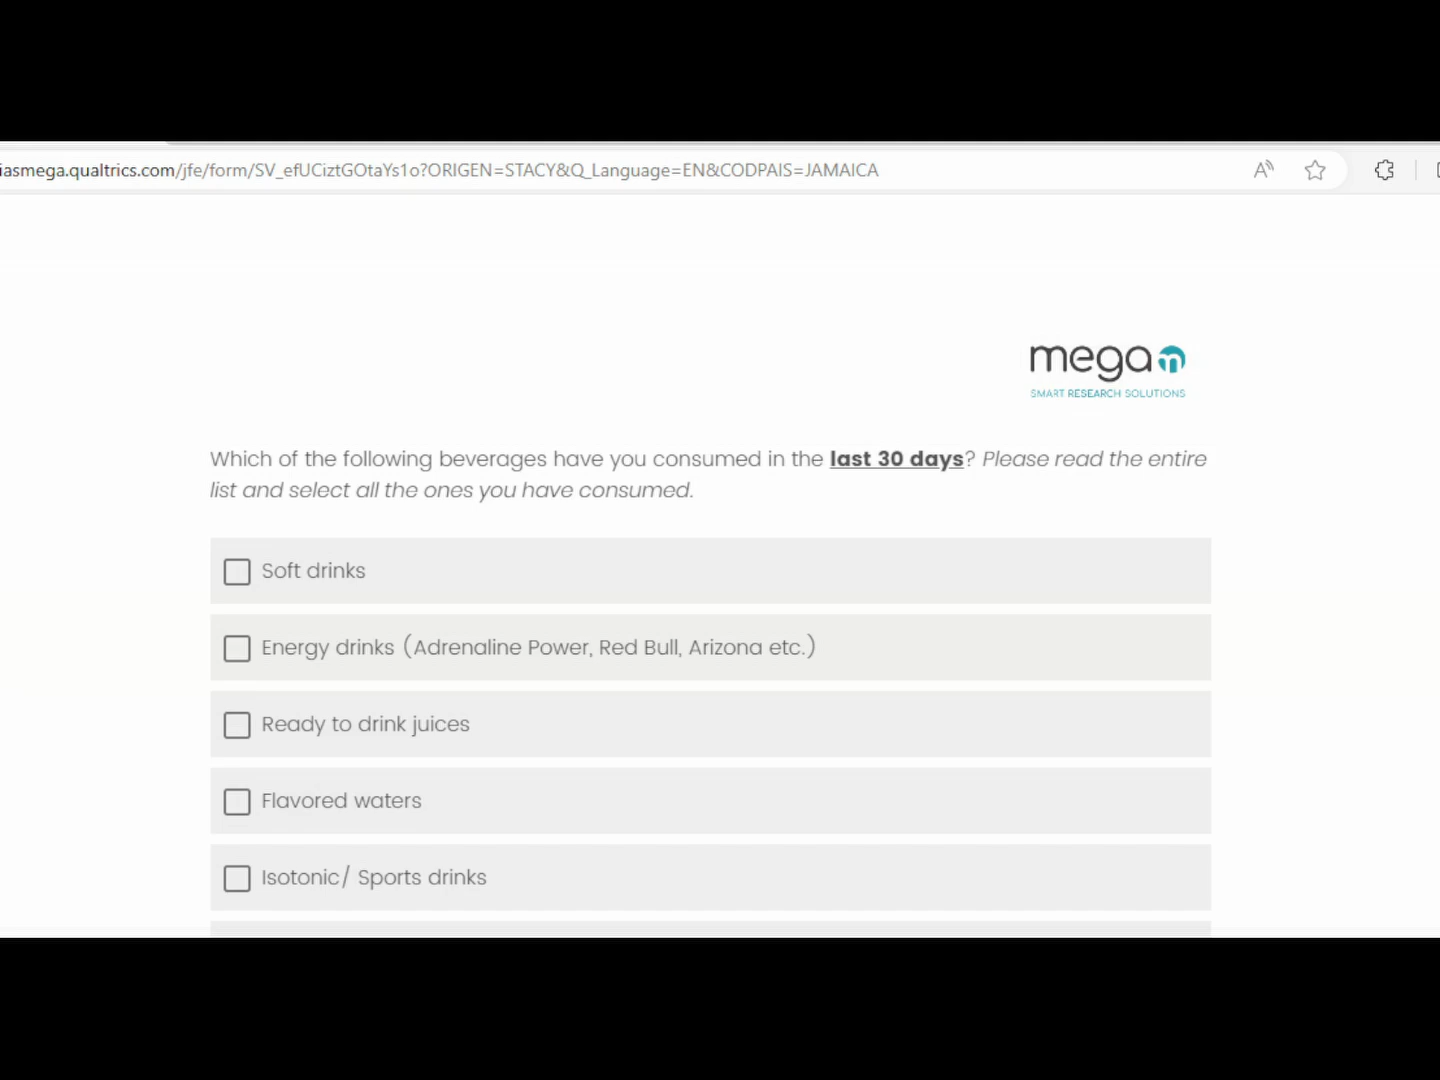 iasmega.qualtrics.com/jfe/form/SV_efUCiztGOtaYs1o?ORIGEN=STACY&Q_Language=EN&CODPAIS=JAMAICA
mega
SMART RESEARCH SOLUTIONS
Which of the following beverages have you consumed in the last 30 days? Please read the entire
list and select all the ones you have consumed.
Soft drinks
Energy drinks (Adrenaline Power, Red Bull, Arizona etc.)
Ready to drink juices
Flavored waters
Isotonic/ Sports drinks